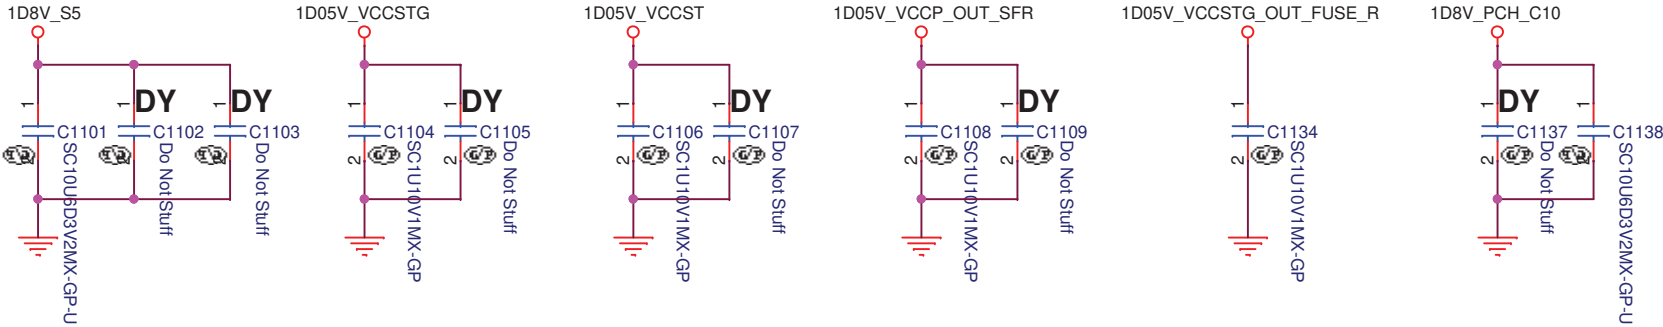 1D8V_S5
1D05V_VCCSTG
1D05V_VCCST
1D05V_VCCP_OUT_SFR
1D05V_VCCSTG_OUT_FUSE_R
1D8V_PCH_C10
1
C1101
SC10U6D3V2MX-GP-U
1
DY
C1102
Do Not Stuff
1
DY
C1103
Do Not Stuff
1
C1104
2
G/P
SC1U10V1MX-GP
1
DY
C1105
2
G/P
Do Not Stuff
1
C1106
2
G/P
SC1U10V1MX-GP
1
DY
C1107
2
G/P
Do Not Stuff
1
C1108
2
G/P
SC1U10V1MX-GP
1
DY
C1109
2
G/P
Do Not Stuff
1
C1134
2
G/P
SC1U10V1MX-GP
1
DY
C1137
2
G/P
Do Not Stuff
1
C1138
SC10U6D3V2MX-GP-U